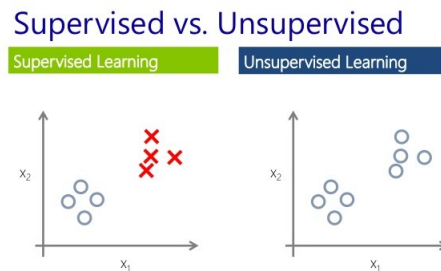 Supervised vs. Unsupervised
Supervised Learning
Unsupervised Learning
x₂
x₁
x₂
x₁